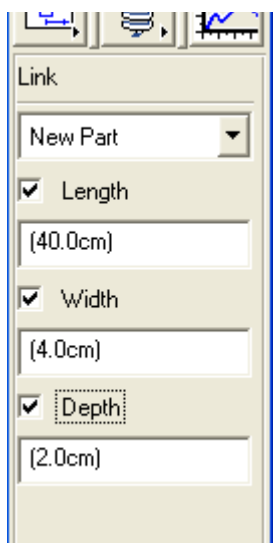 Link
New Part
Length
(40.0cm)
Width
(4.0cm)
Depth
(2.0cm)